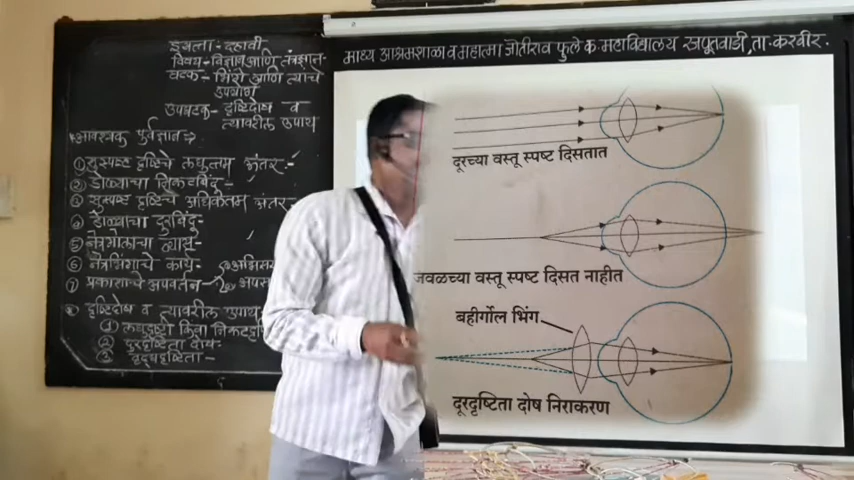 इयत्ता:- दहावी
विषय - विज्ञान आणि तंत्रज्ञान
घटक - भिंगे आणि त्यांचे
उपयोग
उपघटक:- दृष्टिदोष व
त्यावरील उपाय
माध्य आश्रमशाळा व महात्मा जोतीराव फुले क महाविद्यालय रजपूतवाडी, ता- करवीर.
* आवश्यक पूर्वज्ञान ⇒
① सुस्पष्ट दृष्टिचे लघुत्तम अंतर -
② डोळ्याचा निकटबिंदू -
③ सुस्पष्ट दृष्टिचे अधिकतम अंतर -
④ डोळ्याचा दूरबिंदू -
⑤ नेत्रगोलाचा व्यास -
⑥ नेत्रभिंगाचे कार्य -
⑦ प्रकाशाचे अपवर्तन -
दृष्टिदोष व त्यावरील उपाय
① लघुदृष्टी किंवा निकटदृ
② दूरदृष्टिता दोष -
③ वृद्धदृष्टिता -
दूरच्या वस्तू स्पष्ट दिसतात
जवळच्या वस्तू स्पष्ट दिसत नाहीत
बहीर्गोल भिंग
दूरदृष्टिता दोष निराकरण